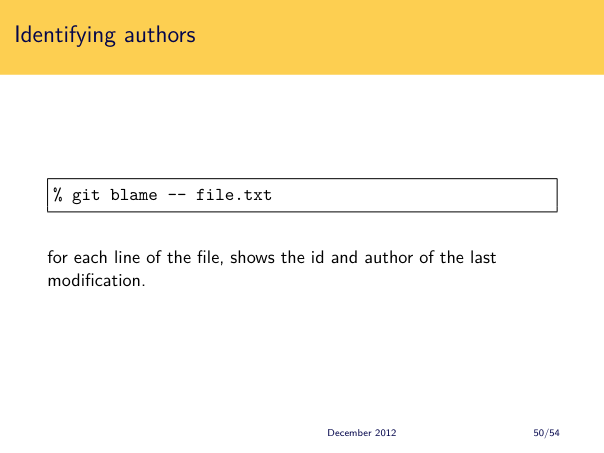 Identifying authors
% git blame -- file.txt
for each line of the file, shows the id and author of the last
modification.
December 2012
50/54